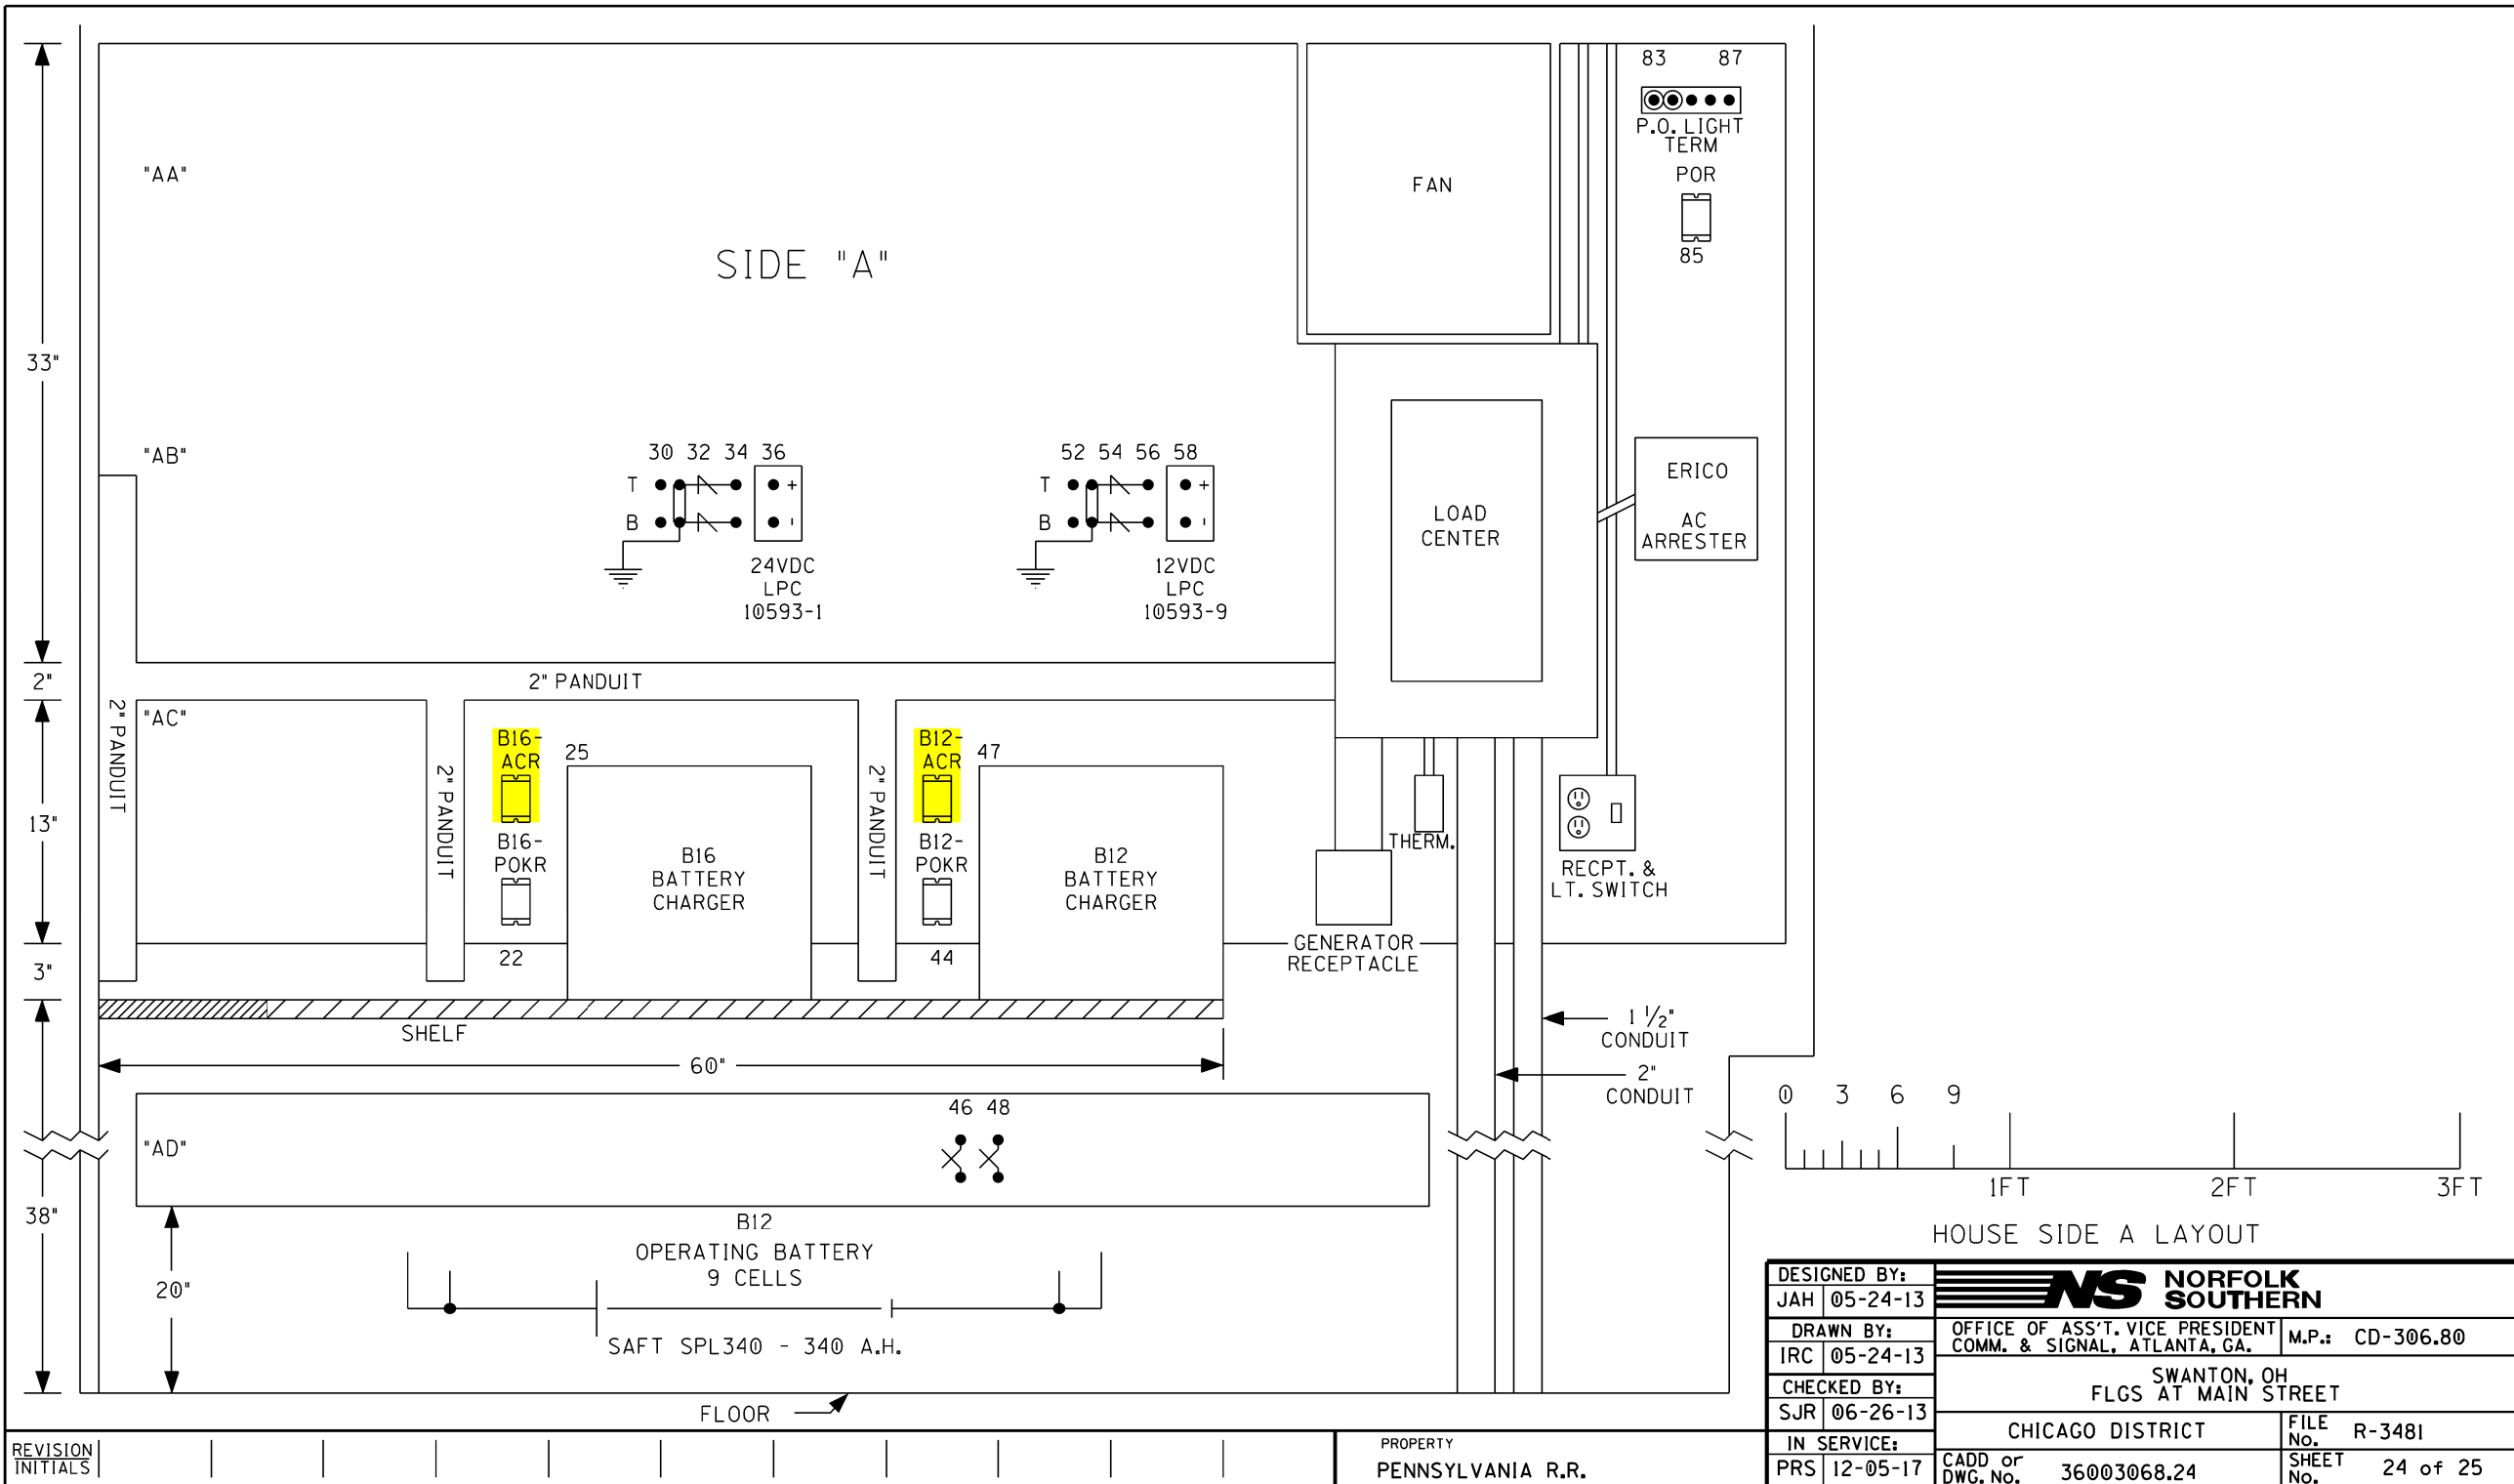 83 87
P.O. LIGHT
TERM
POR
85
"AA"
FAN
SIDE "A"
33"
"AB"
30 32 34 36
T
+
B
-
24VDC
LPC
10593-1
52 54 56 58
T
+
B
-
12VDC
LPC
10593-9
LOAD
CENTER
ERICO
AC
ARRESTER
2"
2" PANDUIT
2" PANDUIT
"AC"
2" PANDUIT
B16-
ACR
25
B16-
POKR
22
B16
BATTERY
CHARGER
2" PANDUIT
B12-
ACR
47
B12-
POKR
44
B12
BATTERY
CHARGER
THERM.
RECPT. &
LT. SWITCH
GENERATOR
RECEPTACLE
13"
3"
SHELF
60"
1 1/2"
CONDUIT
2"
CONDUIT
"AD"
46 48
38"
20"
B12
OPERATING BATTERY
9 CELLS
SAFT SPL340 - 340 A.H.
FLOOR
0 3 6 9
1FT 2FT 3FT
HOUSE SIDE A LAYOUT
REVISION
INITIALS
PROPERTY
PENNSYLVANIA R.R.
DESIGNED BY:
JAH 05-24-13
DRAWN BY:
IRC 05-24-13
CHECKED BY:
SJR 06-26-13
IN SERVICE:
PRS 12-05-17
NS NORFOLK
SOUTHERN
OFFICE OF ASS'T. VICE PRESIDENT
COMM. & SIGNAL, ATLANTA, GA.
M.P.: CD-306.80
SWANTON, OH
FLGS AT MAIN STREET
CHICAGO DISTRICT
FILE
No. R-3481
CADD or
DWG. No. 36003068.24
SHEET
No. 24 of 25